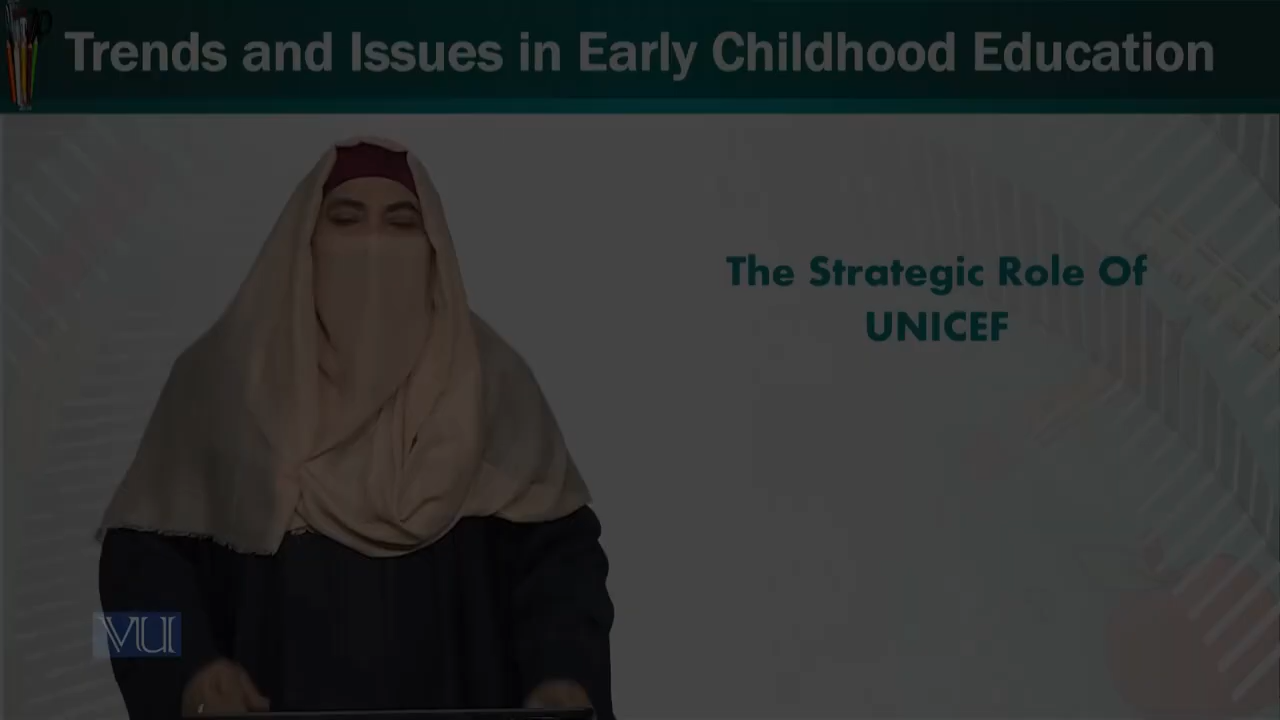 Trends and Issues in Early Childhood Education
The Strategic Role Of
UNICEF
VU